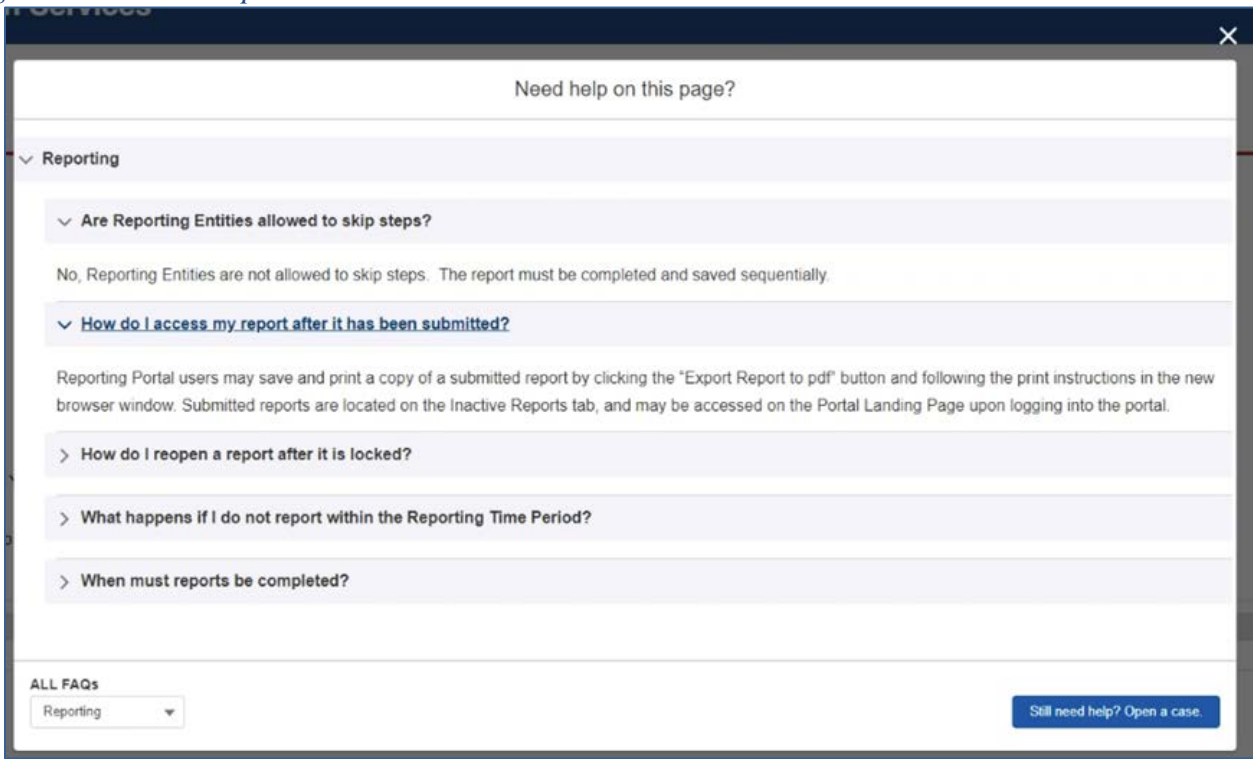 Services
Need help on this page?
Reporting
Are Reporting Entities allowed to skip steps?
No, Reporting Entities are not allowed to skip steps.  The report must be completed and saved sequentially.
How do I access my report after it has been submitted?
Reporting Portal users may save and print a copy of a submitted report by clicking the “Export Report to pdf” button and following the print instructions in the new
browser window. Submitted reports are located on the Inactive Reports tab, and may be accessed on the Portal Landing Page upon logging into the portal.
How do I reopen a report after it is locked?
What happens if I do not report within the Reporting Time Period?
When must reports be completed?
ALL FAQs
Reporting
Still need help? Open a case.